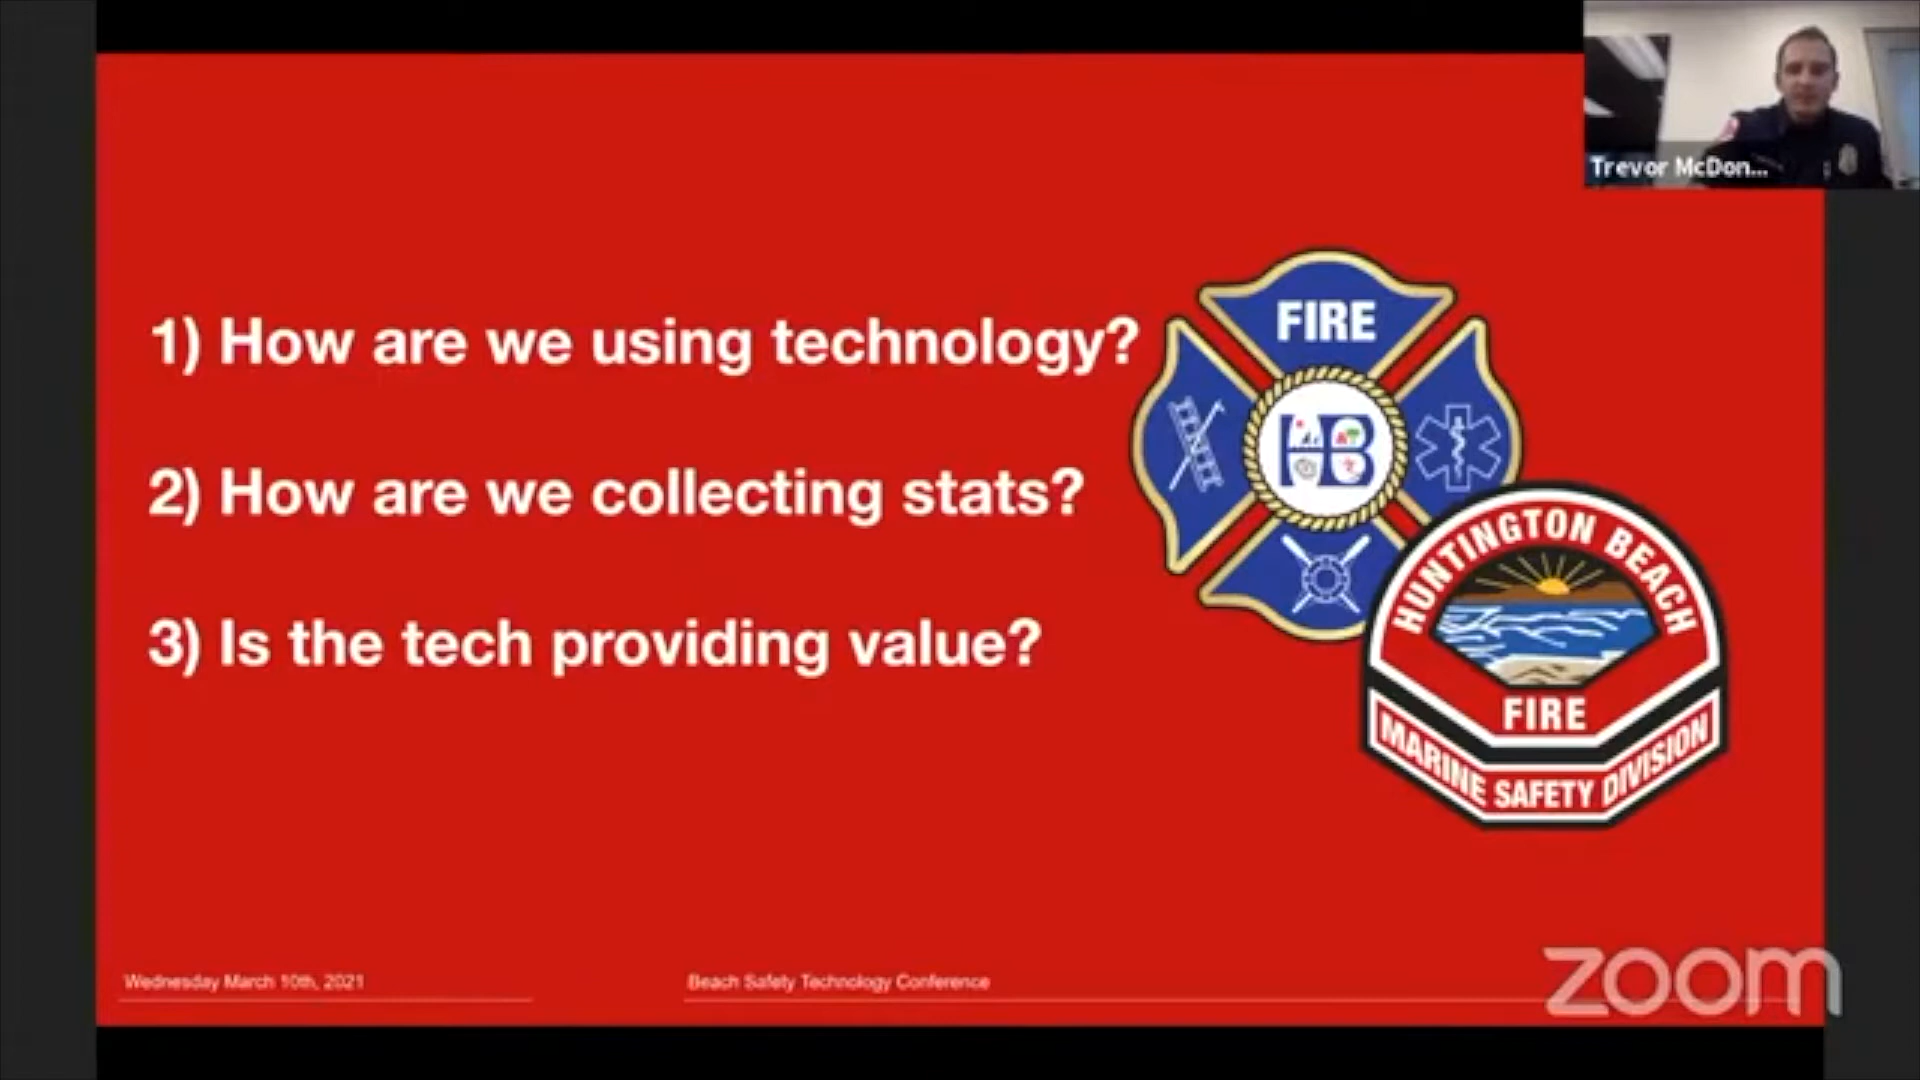 Trevor McDon...
1) How are we using technology?
2) How are we collecting stats?
3) Is the tech providing value?
FIRE
HB
HUNTINGTON BEACH
FIRE
MARINE SAFETY DIVISION
Wednesday March 10th, 2021
Beach Safety Technology Conference
zoom